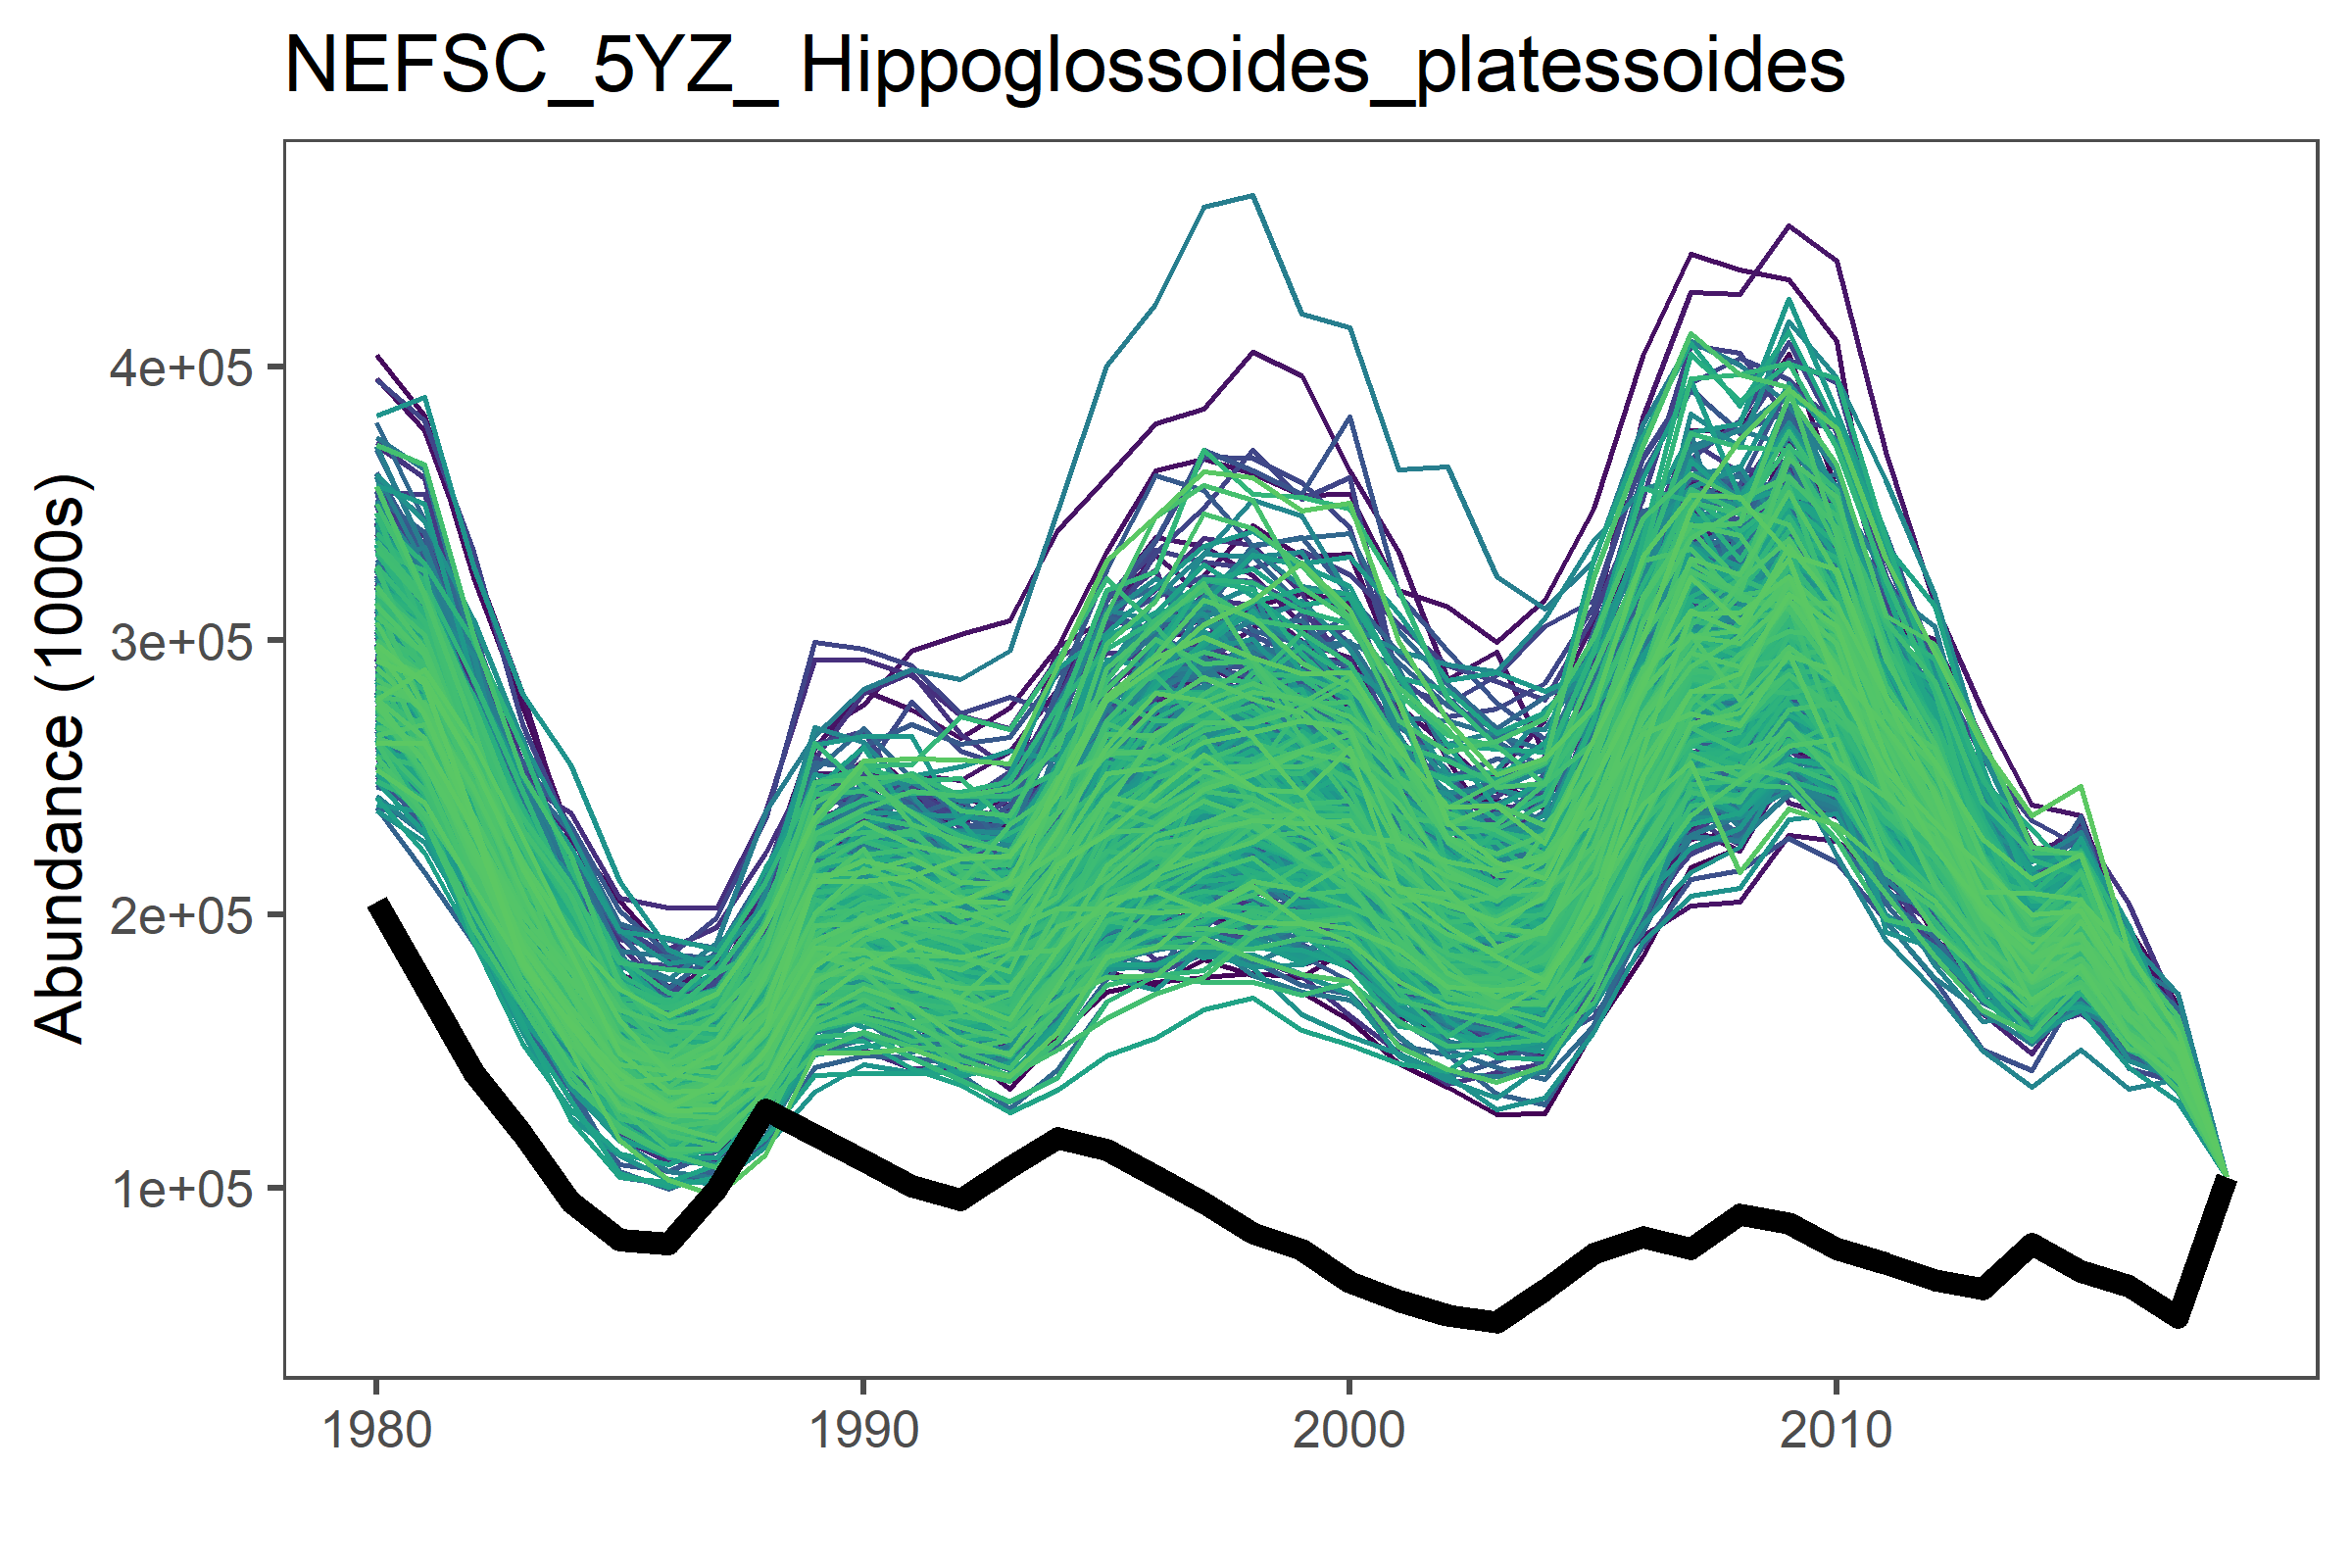 NEFSC_5YZ_ Hippoglossoides_platessoides
Abundance (1000s)
4e+05
3e+05
2e+05
1e+05
1980 1990 2000 2010